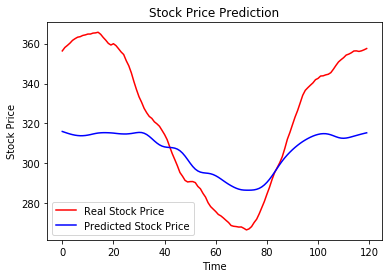 Stock Price Prediction
360
340
320
300
280
Stock Price
Real Stock Price
Predicted Stock Price
0 20 40 60 80 100 120
Time